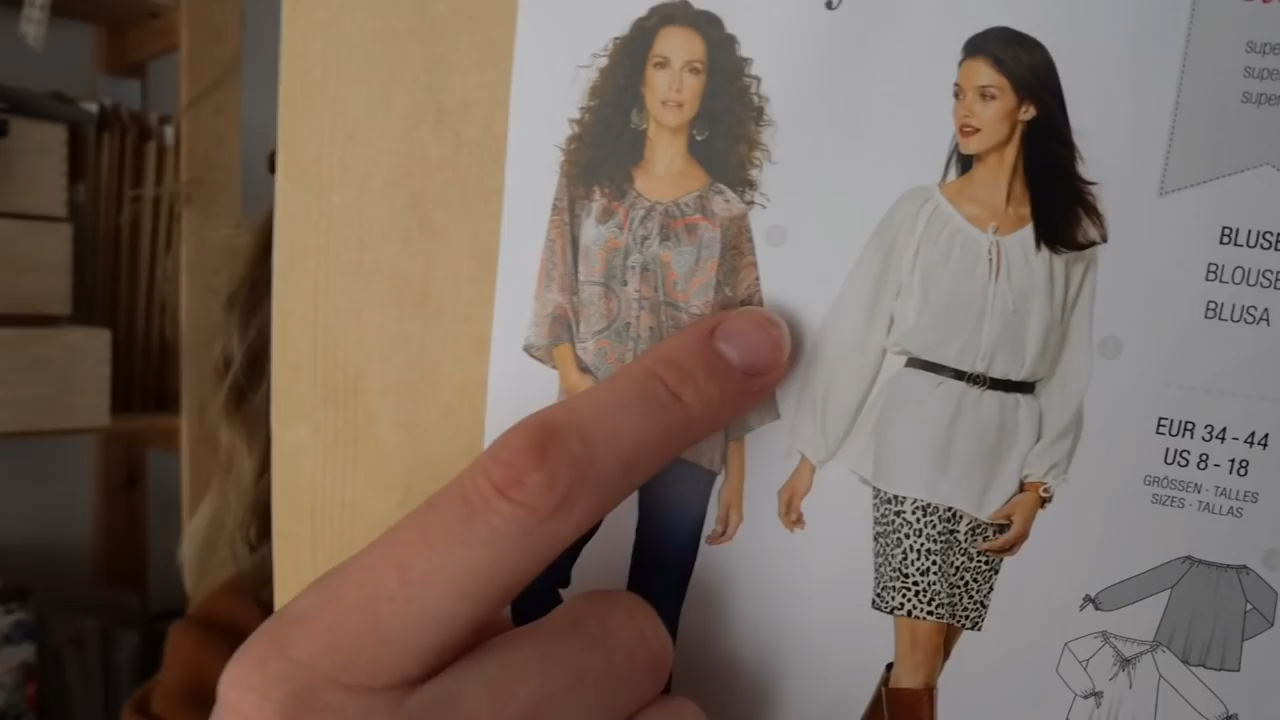 BLUSE
BLOUSE
BLUSA
EUR 34 - 44
US 8 - 18
GRÖSSEN · TALLES
SIZES · TALLAS